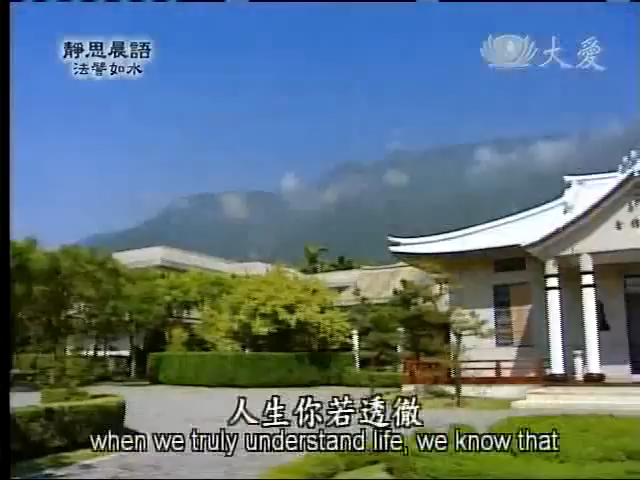 靜思晨語
法譬如水
大愛
人生你若透徹
when we truly understand life, we know that